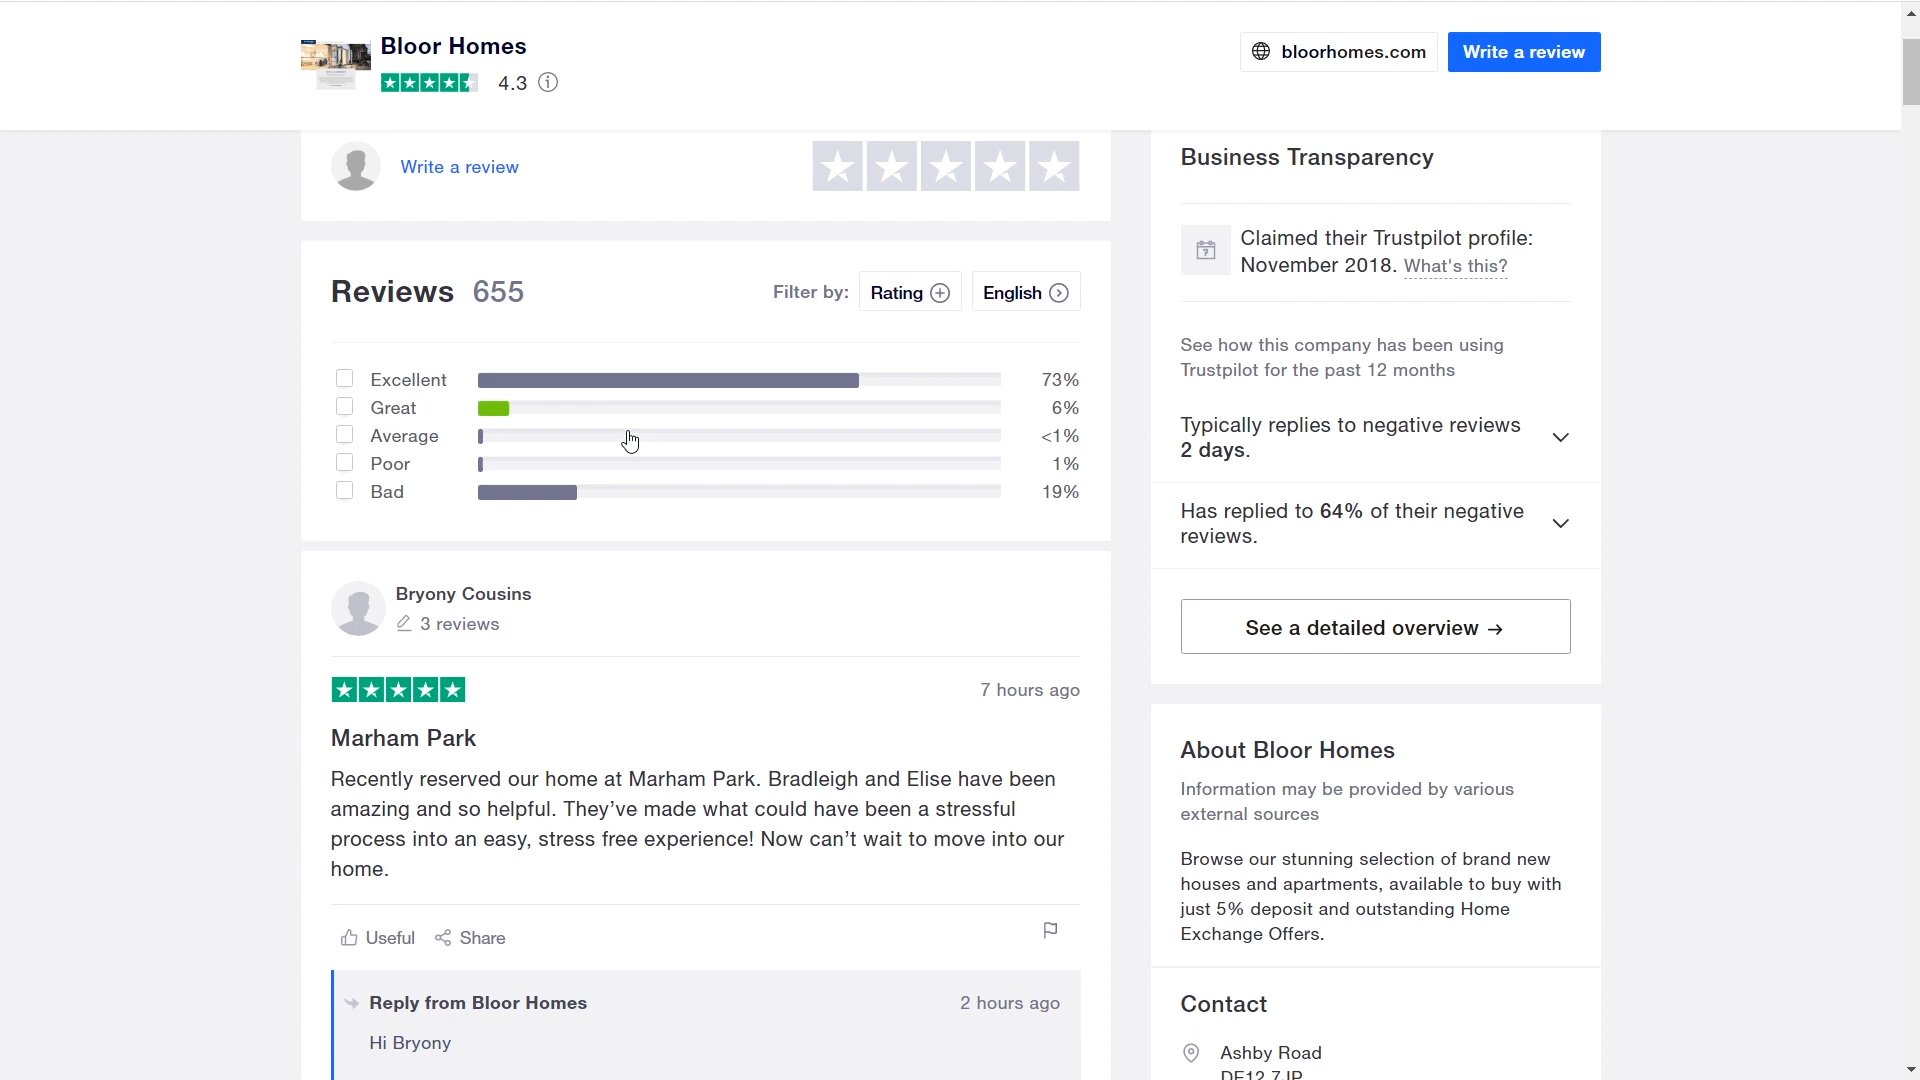 Bloor Homes
4.3
bloorhomes.com
Write a review
Write a review
Reviews 655
Filter by:
Rating
English
Excellent 73%
Great 6%
Average <1%
Poor 1%
Bad 19%
Bryony Cousins
3 reviews
7 hours ago
Marham Park
Recently reserved our home at Marham Park. Bradleigh and Elise have been
amazing and so helpful. They’ve made what could have been a stressful
process into an easy, stress free experience! Now can’t wait to move into our
home.
Useful
Share
Reply from Bloor Homes
2 hours ago
Hi Bryony
Business Transparency
Claimed their Trustpilot profile:
November 2018. What's this?
See how this company has been using
Trustpilot for the past 12 months
Typically replies to negative reviews
2 days.
Has replied to 64% of their negative
reviews.
See a detailed overview →
About Bloor Homes
Information may be provided by various
external sources
Browse our stunning selection of brand new
houses and apartments, available to buy with
just 5% deposit and outstanding Home
Exchange Offers.
Contact
Ashby Road
DE12 7JP